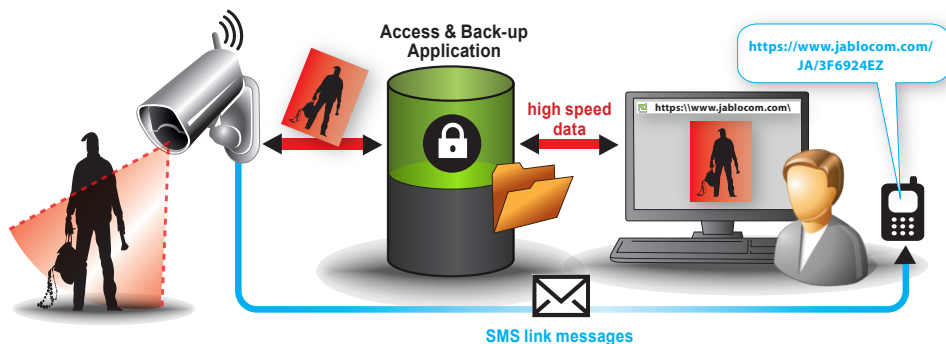 Access & Back-up
Application
high speed
data
https://www.jablocom.com/
JA/3F6924EZ
https://www.jablocom.com\
SMS link messages